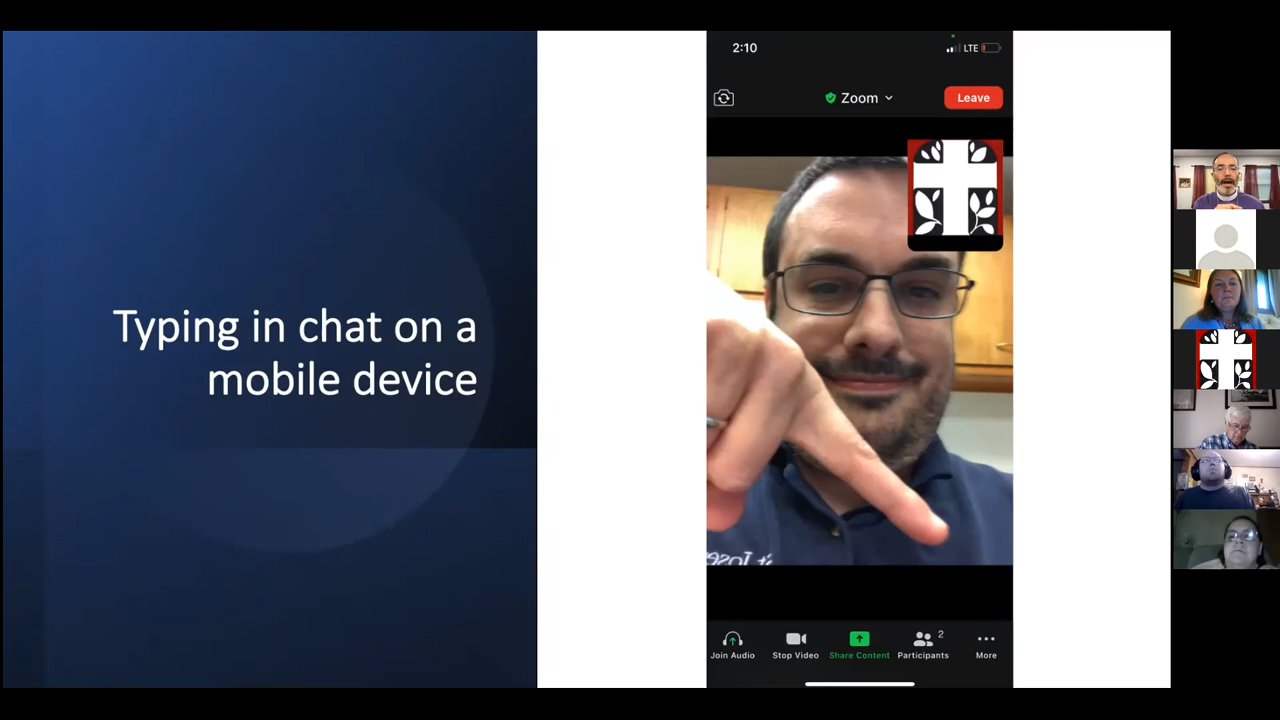 Typing in chat on a
mobile device
2:10
LTE
Zoom
Leave
Join Audio
Stop Video
Share Content
Participants
2
More